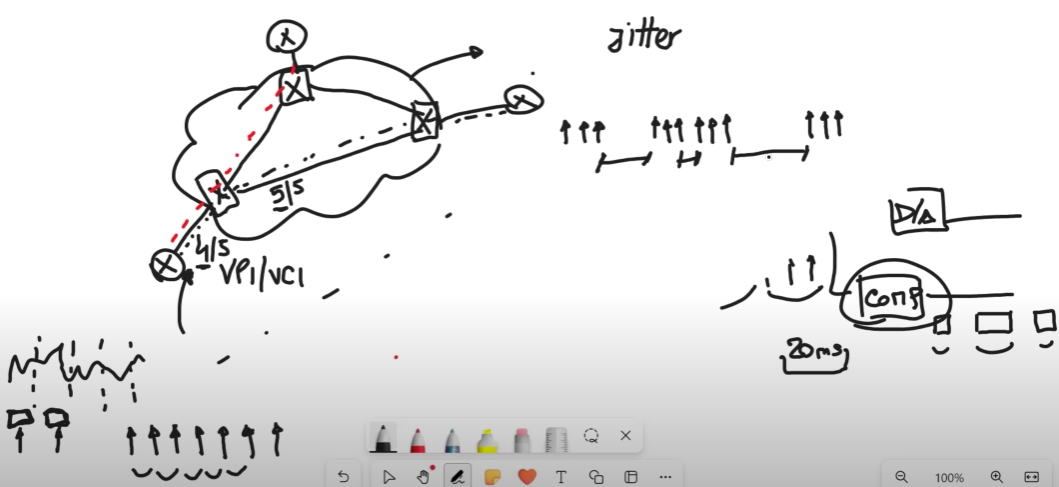 jitter
X
X
X
X
X
X
5/5
4/5
VPI/VCI
D/A
Comp
20ms
T
100%